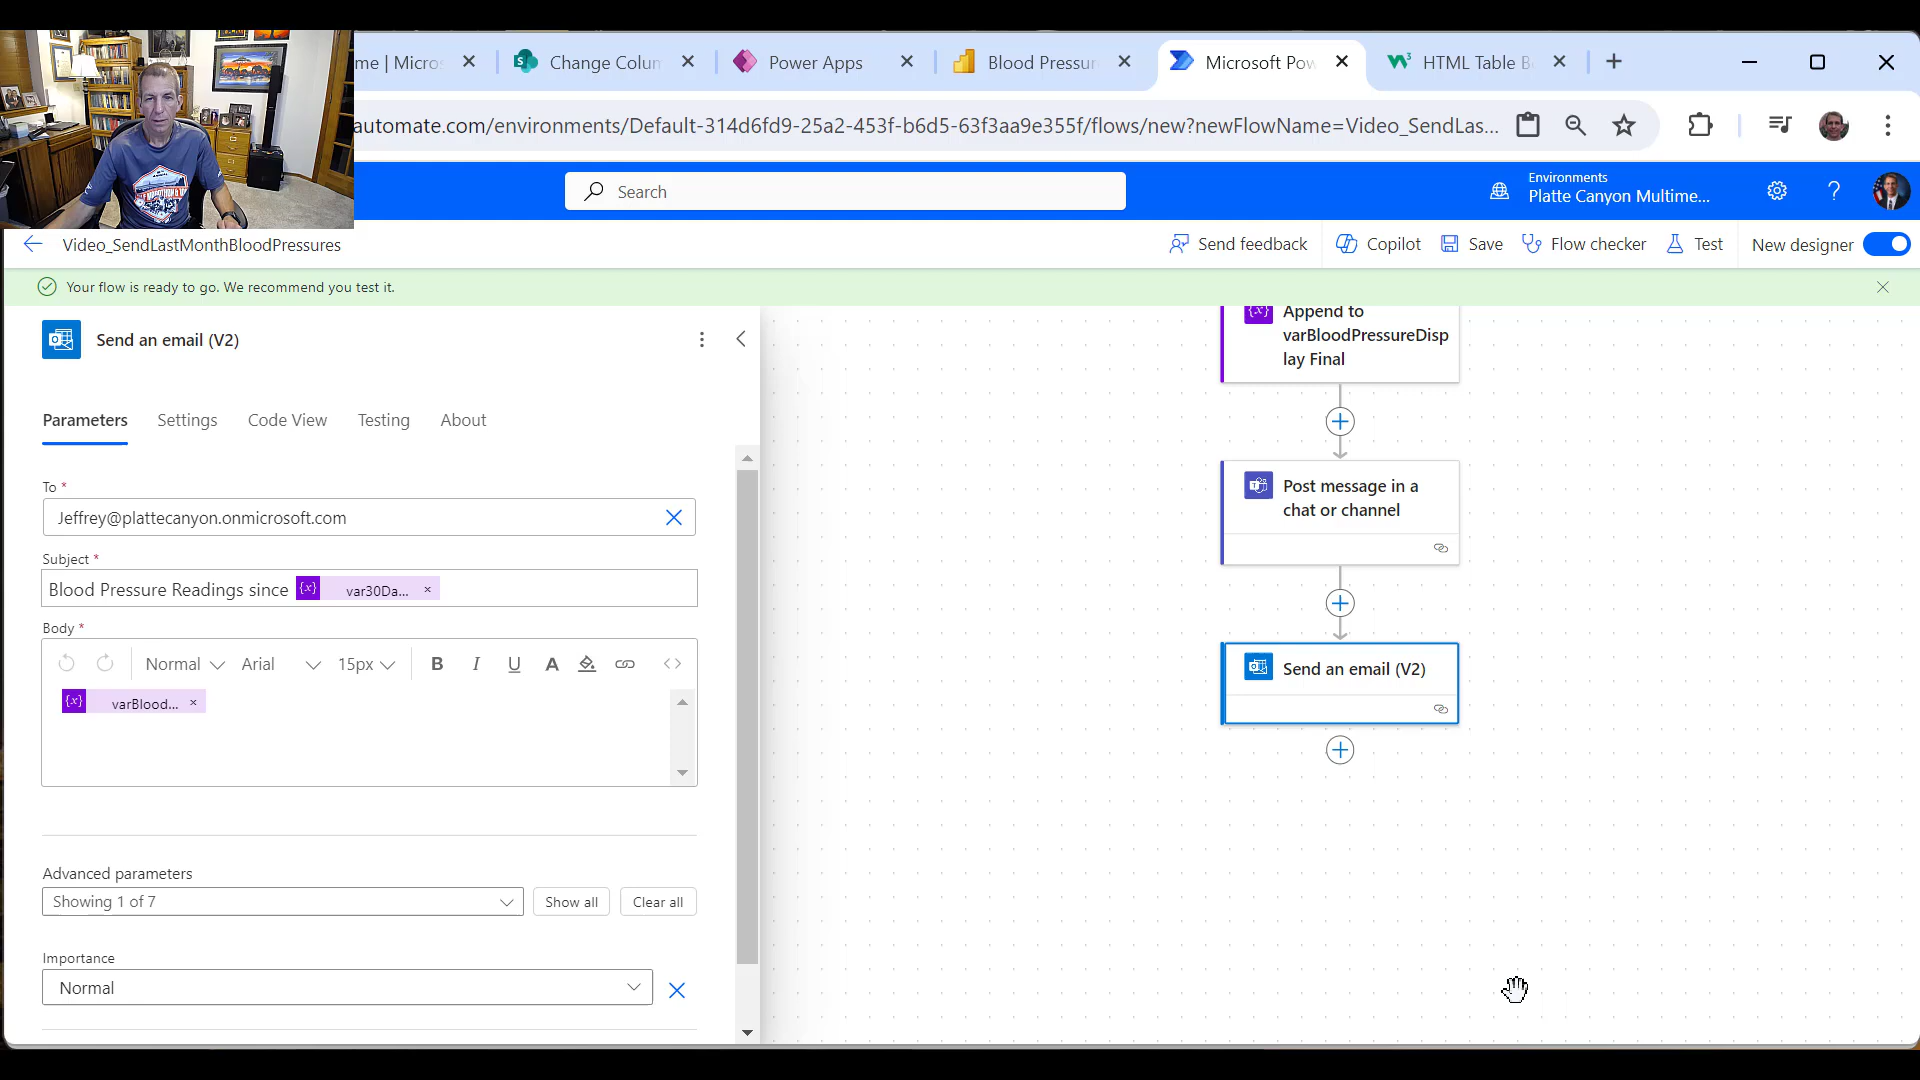 me | Micros
Change Colum
Power Apps
Blood Pressur
Microsoft Pow
HTML Table B
automate.com/environments/Default-314d6fd9-25a2-453f-b6d5-63f3aa9e355f/flows/new?newFlowName=Video_SendLas...
Search
Environments
Platte Canyon Multime...
Video_SendLastMonthBloodPressures
Send feedback
Copilot
Save
Flow checker
Test
New designer
Your flow is ready to go. We recommend you test it.
Send an email (V2)
Parameters
Settings
Code View
Testing
About
To *
Jeffrey@plattecanyon.onmicrosoft.com
Subject *
Blood Pressure Readings since {x} var30Da... ×
Body *
Normal
Arial
15px
B I U A
{x} varBlood... ×
Advanced parameters
Showing 1 of 7
Show all
Clear all
Importance
Normal
{x} Append to
varBloodPressureDisp
lay Final
Post message in a
chat or channel
Send an email (V2)